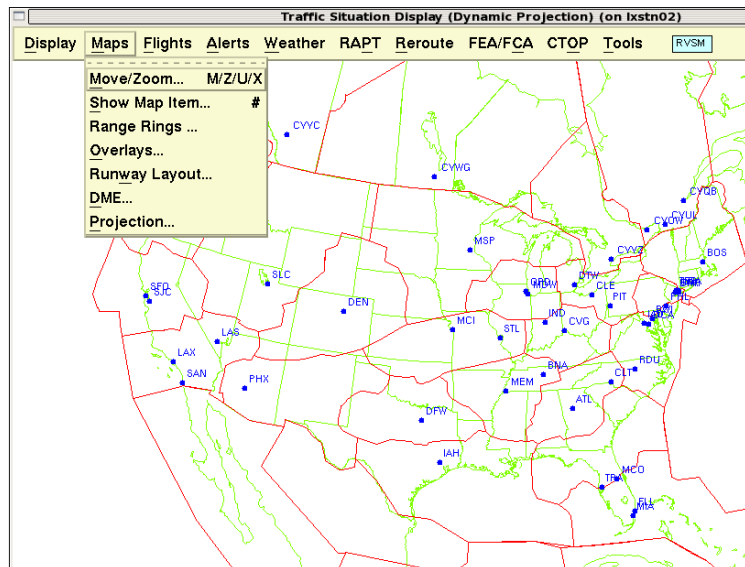 Traffic Situation Display (Dynamic Projection) (on lxstn02)
Display Maps Flights Alerts Weather RAPT Reroute FEA/FCA CTOP Tools RVSM
Move/Zoom... M/Z/U/X
Show Map Item... #
Range Rings ...
Overlays...
Runway Layout...
DME...
Projection...
CYYC
CYWG
CYQB
CYUL
CYOW
MSP
CYYZ
BOS
SLC
DTW
SFO
SJC
MDW
CLE
PIT
DEN
IND
MCI
STL
CVG
LAS
LAX
SAN
PHX
BNA
RDU
MEM
CLT
ATL
DFW
IAH
MCO
TPA
FLL
MIA